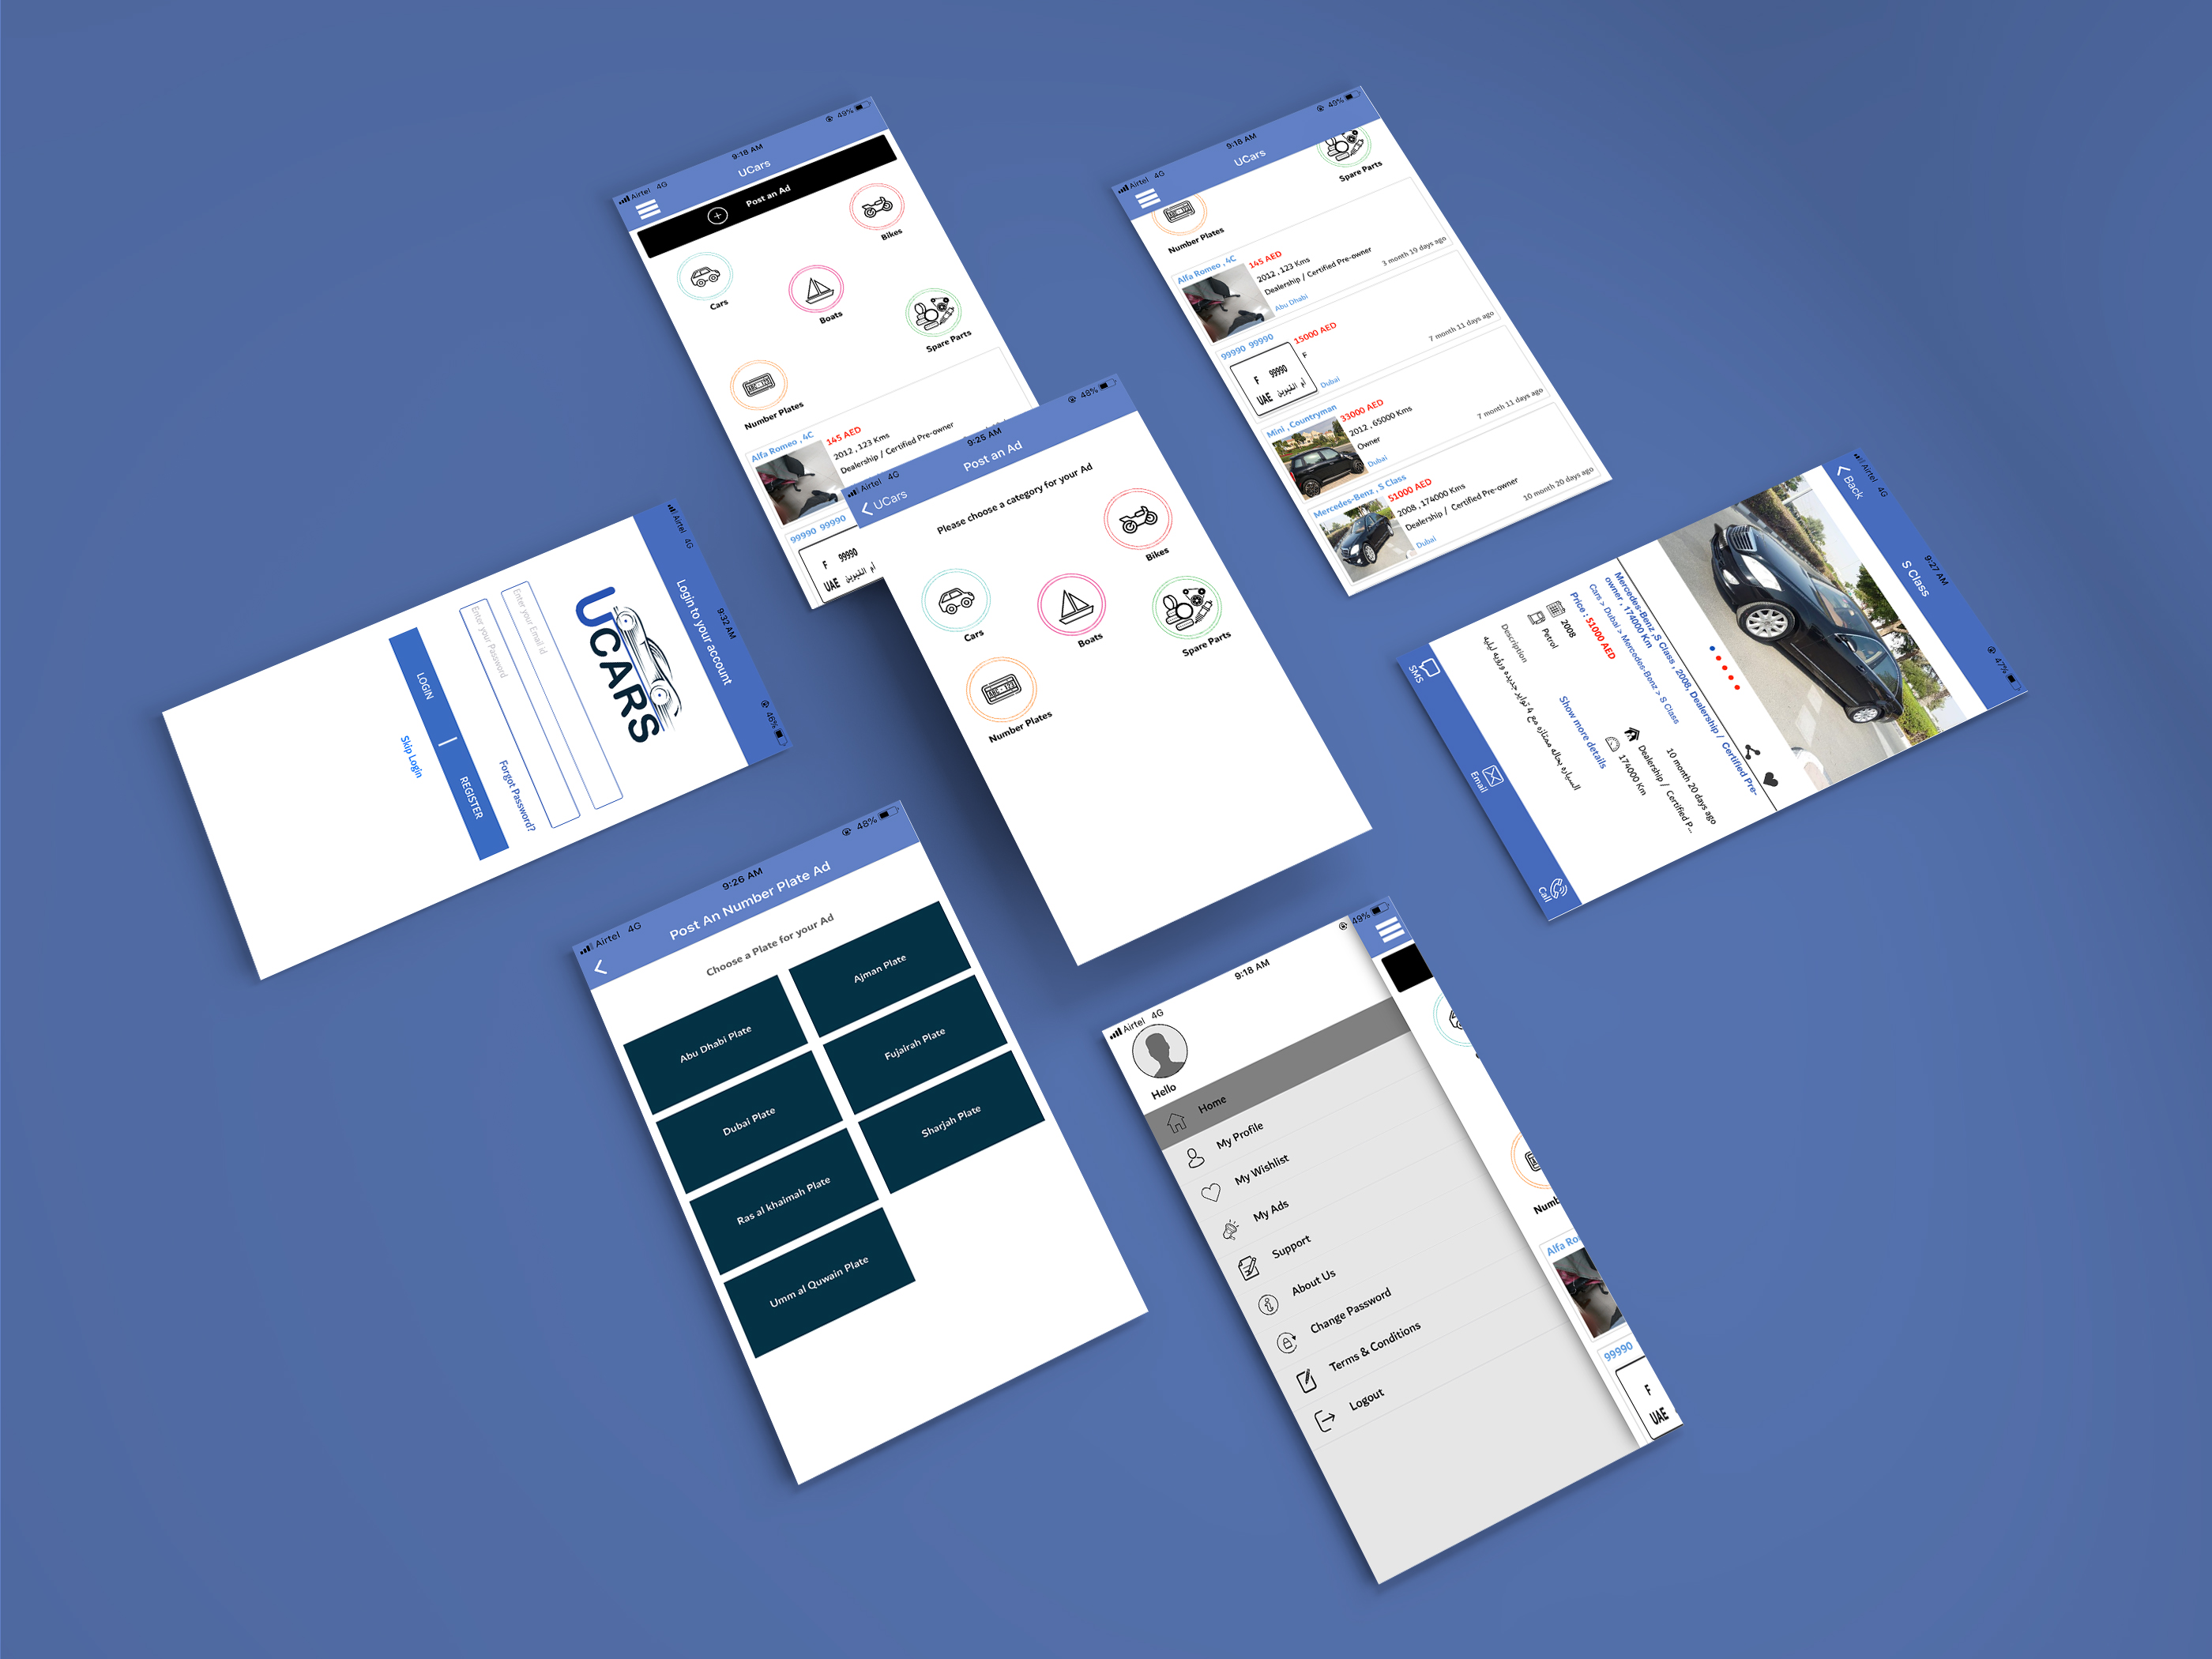 Airtel 4G
9:18 AM
49%
UCars
Post an Ad
Cars
Boats
Bikes
Number Plates
Spare Parts
Alfa Romeo , 4C
145 AED
2012 , 123 Kms
Dealership / Certified Pre-owner
99990 99990
F 99990
UAE أم القيوين
Airtel 4G
9:18 AM
49%
UCars
Number Plates
Spare Parts
Alfa Romeo , 4C
145 AED
2012 , 123 Kms
Dealership / Certified Pre-owner
Abu Dhabi
3 month 19 days ago
99990 99990
15000 AED
F
F 99990
UAE أم القيوين
Dubai
7 month 11 days ago
Mini , Countryman
33000 AED
2012 , 65000 Kms
Owner
Dubai
7 month 11 days ago
Mercedes-Benz , S Class
51000 AED
2008 , 174000 Kms
Dealership / Certified Pre-owner
Dubai
10 month 20 days ago
Airtel 4G
9:25 AM
48%
UCars
Post an Ad
Please choose a category for your Ad
Cars
Boats
Bikes
Number Plates
Spare Parts
Airtel 4G
9:32 AM
46%
Login to your account
UCARS
Enter your Email id
Enter your Password
Forgot Password?
LOGIN | REGISTER
Skip Login
Airtel 4G
9:27 AM
47%
Back
S Class
Mercedes-Benz ,S Class , 2008, Dealership / Certified Pre-
owner , 174000 Km
Cars > Dubai > Mercedes-Benz > S Class
Price : 51000 AED
10 month 20 days ago
2008
Dealership / Certified P...
Petrol
174000 Km
Show more details
Description
السياره بحاله ممتازه مع 4 تواير جديده ورؤيه ليليه
SMS
Email
Call
Airtel 4G
9:26 AM
48%
Post An Number Plate Ad
Choose a Plate for your Ad
Abu Dhabi Plate
Ajman Plate
Dubai Plate
Fujairah Plate
Ras al khaimah Plate
Sharjah Plate
Umm al Quwain Plate
Airtel 4G
9:18 AM
49%
Hello
Home
My Profile
My Wishlist
My Ads
Support
About Us
Change Password
Terms & Conditions
Logout
Numb
Alfa Ro
99990
F
UAE